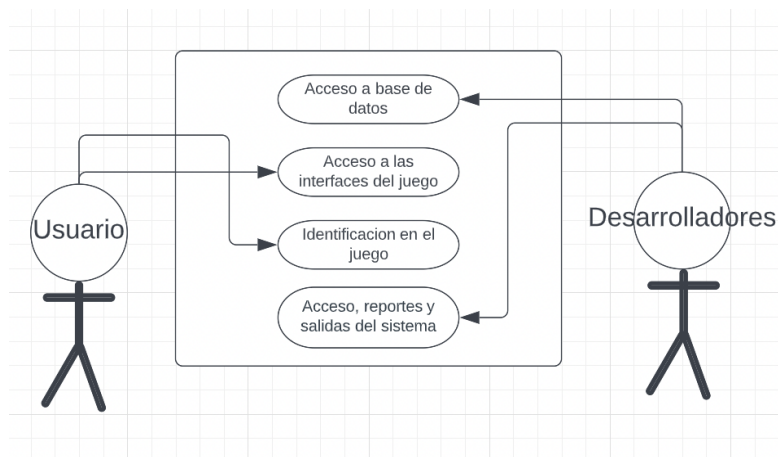 Acceso a base de
datos
Acceso a las
interfaces del juego
Usuario
Desarrolladores
Identificacion en el
juego
Acceso, reportes y
salidas del sistema